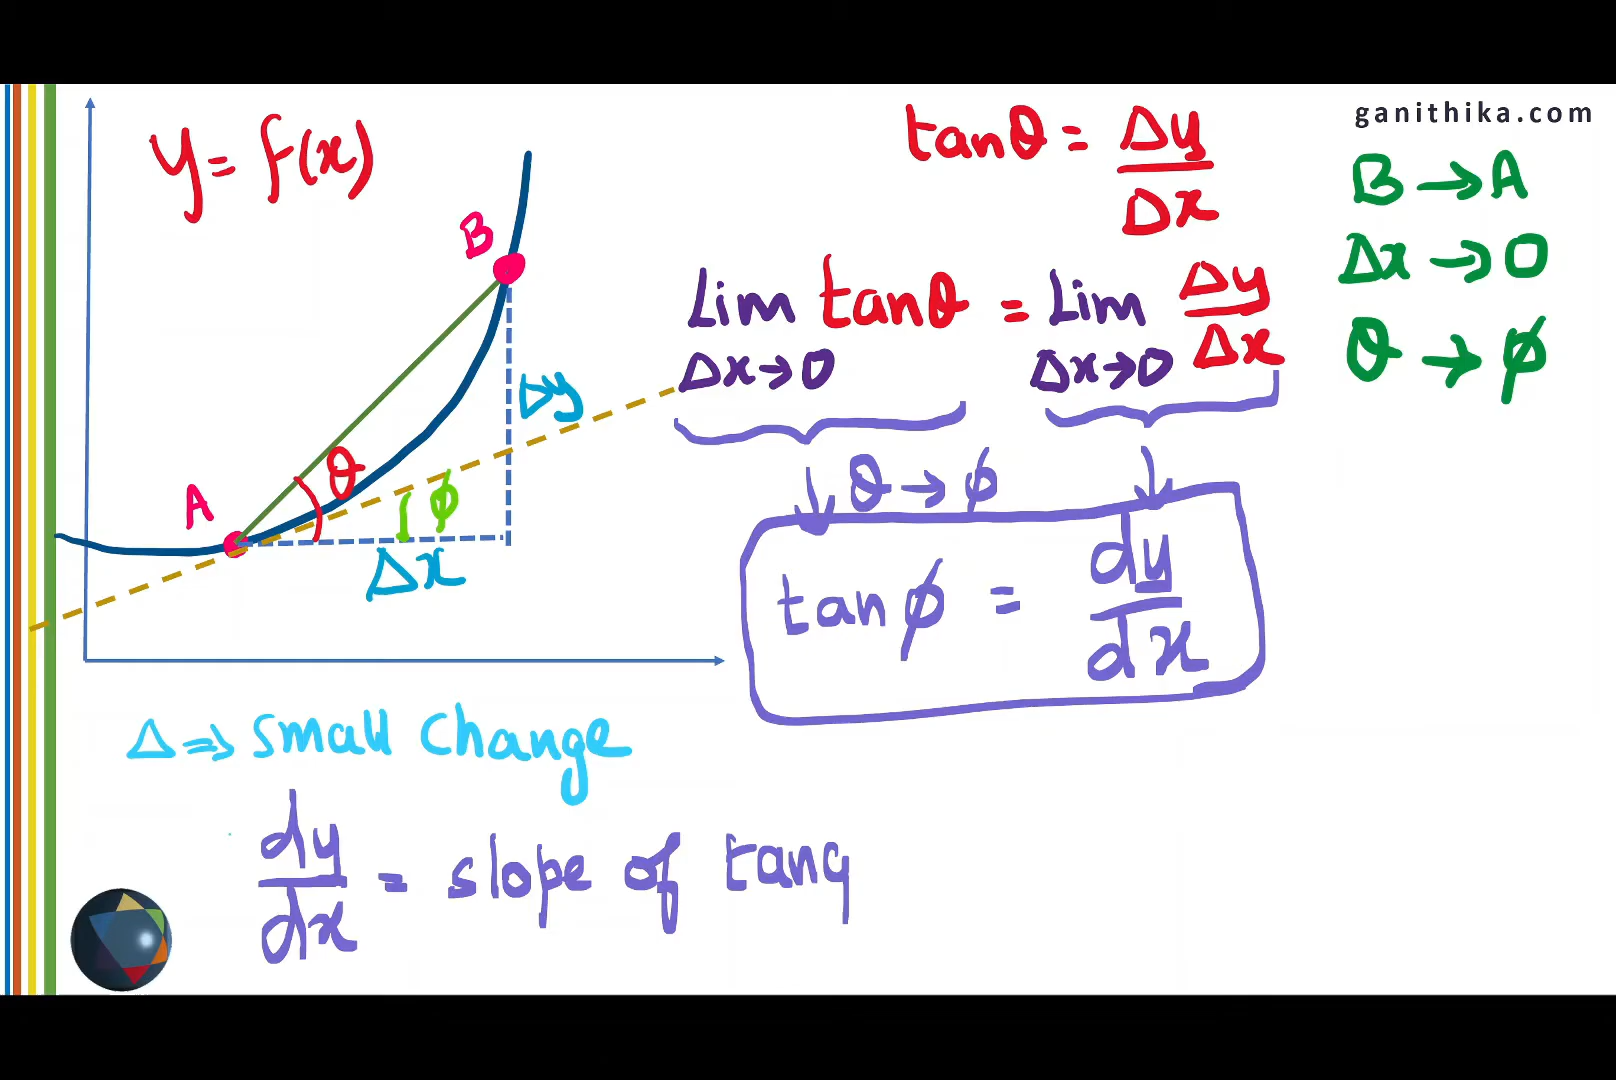 ganithika.com
y = f(x)
tanθ = Δy/Δx
B → A
Δx → 0
θ → ϕ
B
Lim tanθ = Lim Δy/Δx
Δx→0 Δx→0
Δy
θ
ϕ
A
Δx
θ → ϕ
tan ϕ = dy/dx
Δ ⇒ small change
dy/dx = slope of tang